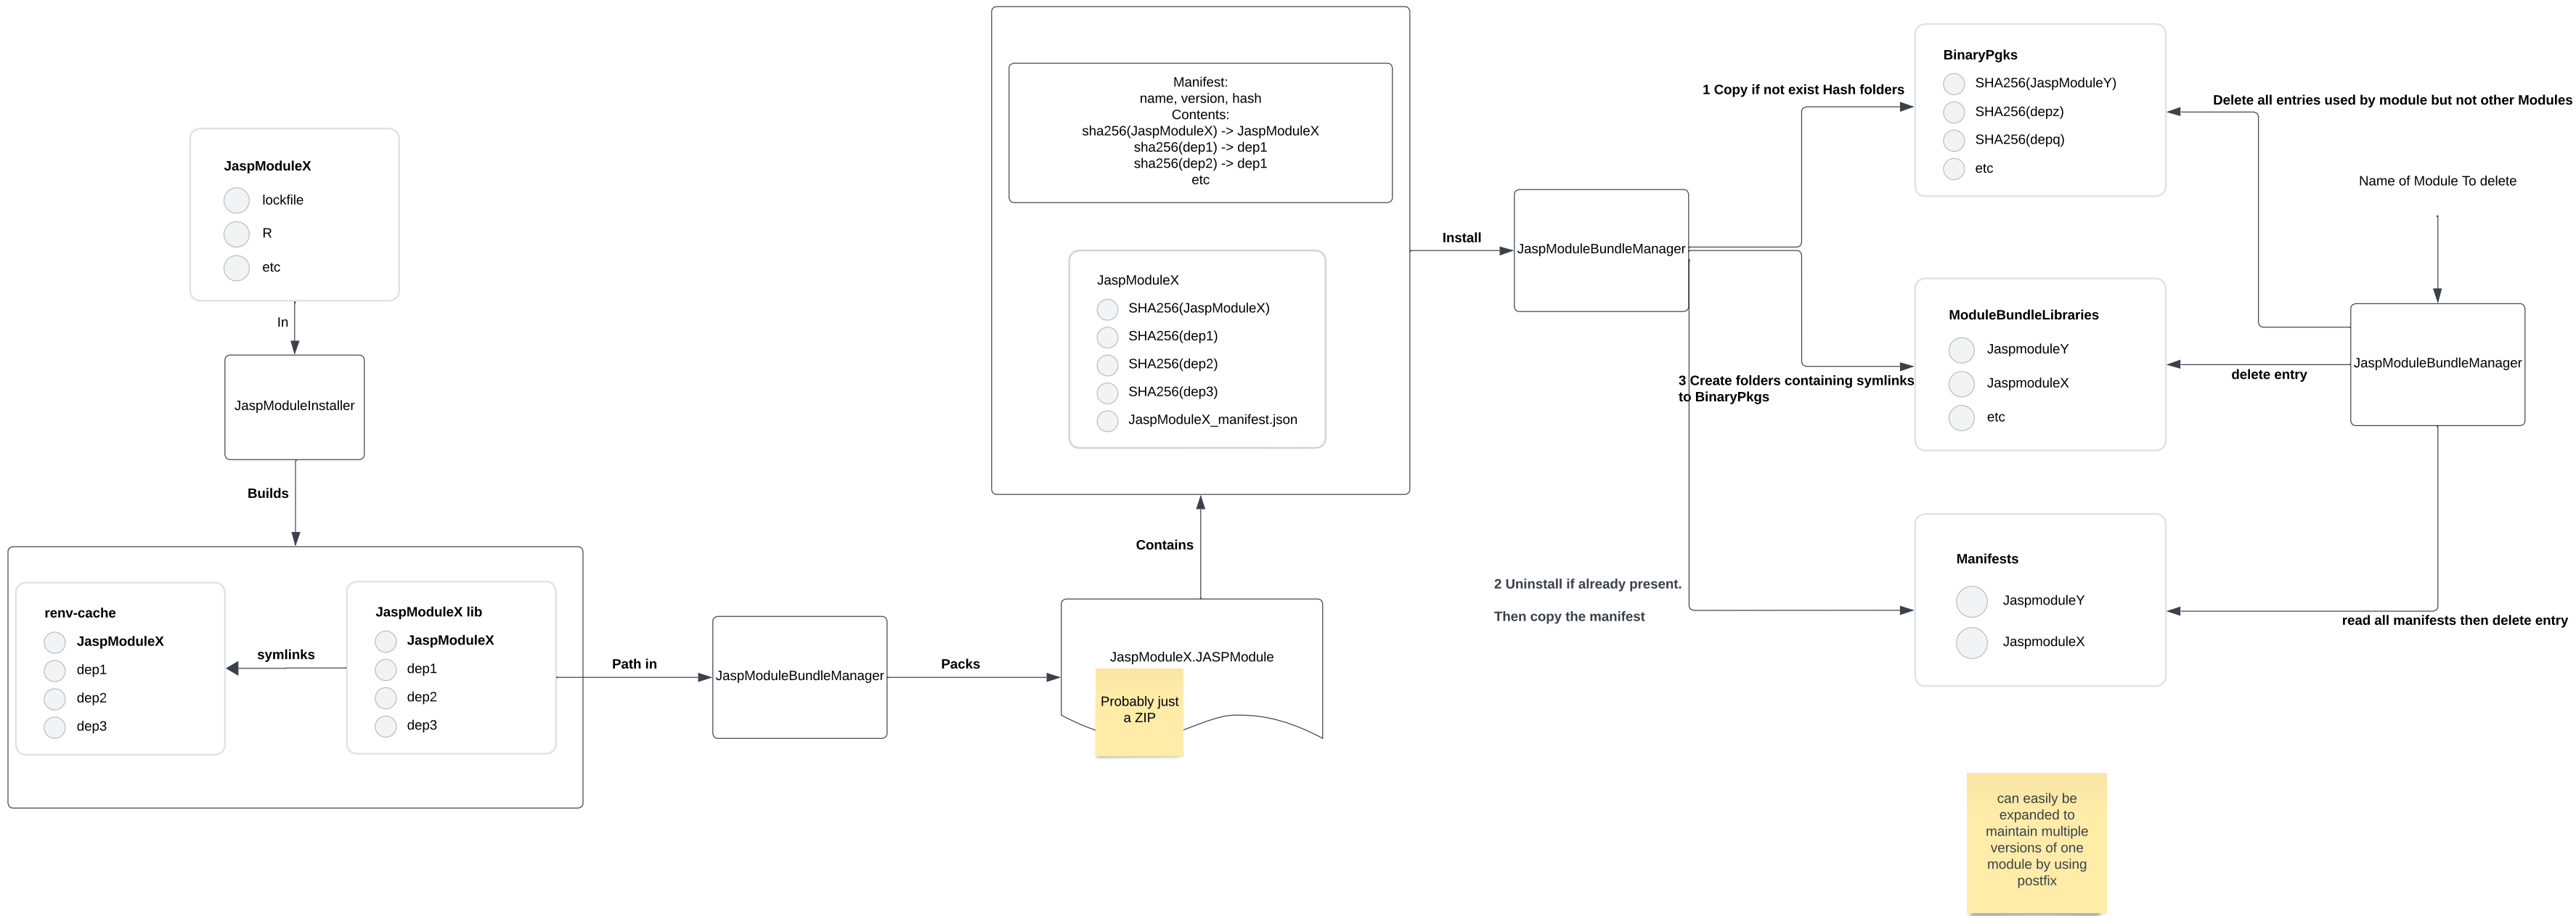 JaspModuleX
lockfile
R
etc
In
JaspModuleInstaller
Builds
renv-cache
JaspModuleX
dep1
dep2
dep3
symlinks
JaspModuleX lib
JaspModuleX
dep1
dep2
dep3
Path in
JaspModuleBundleManager
Packs
JaspModuleX.JASPModule
Probably just
a ZIP
Contains
Manifest:
name, version, hash
Contents:
sha256(JaspModuleX) -> JaspModuleX
sha256(dep1) -> dep1
sha256(dep2) -> dep1
etc
JaspModuleX
SHA256(JaspModuleX)
SHA256(dep1)
SHA256(dep2)
SHA256(dep3)
JaspModuleX_manifest.json
Install
JaspModuleBundleManager
1 Copy if not exist Hash folders
3 Create folders containing symlinks
to BinaryPkgs
2 Uninstall if already present.
Then copy the manifest
BinaryPgks
SHA256(JaspModuleY)
SHA256(depz)
SHA256(depq)
etc
ModuleBundleLibraries
JaspmoduleY
JaspmoduleX
etc
Manifests
JaspmoduleY
JaspmoduleX
Delete all entries used by module but not other Modules
Name of Module To delete
JaspModuleBundleManager
delete entry
read all manifests then delete entry
can easily be
expanded to
maintain multiple
versions of one
module by using
postfix